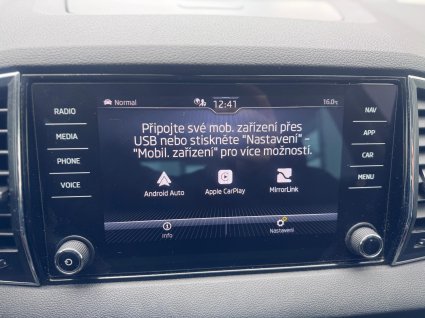 Normal
12:41
16.0°C
RADIO
MEDIA
PHONE
VOICE
Připojte své mob. zařízení přes
USB nebo stiskněte "Nastavení" -
"Mobil. zařízení" pro více možností.
Android Auto
Apple CarPlay
MirrorLink
Info
Nastavení
NAV
APP
CAR
MENU